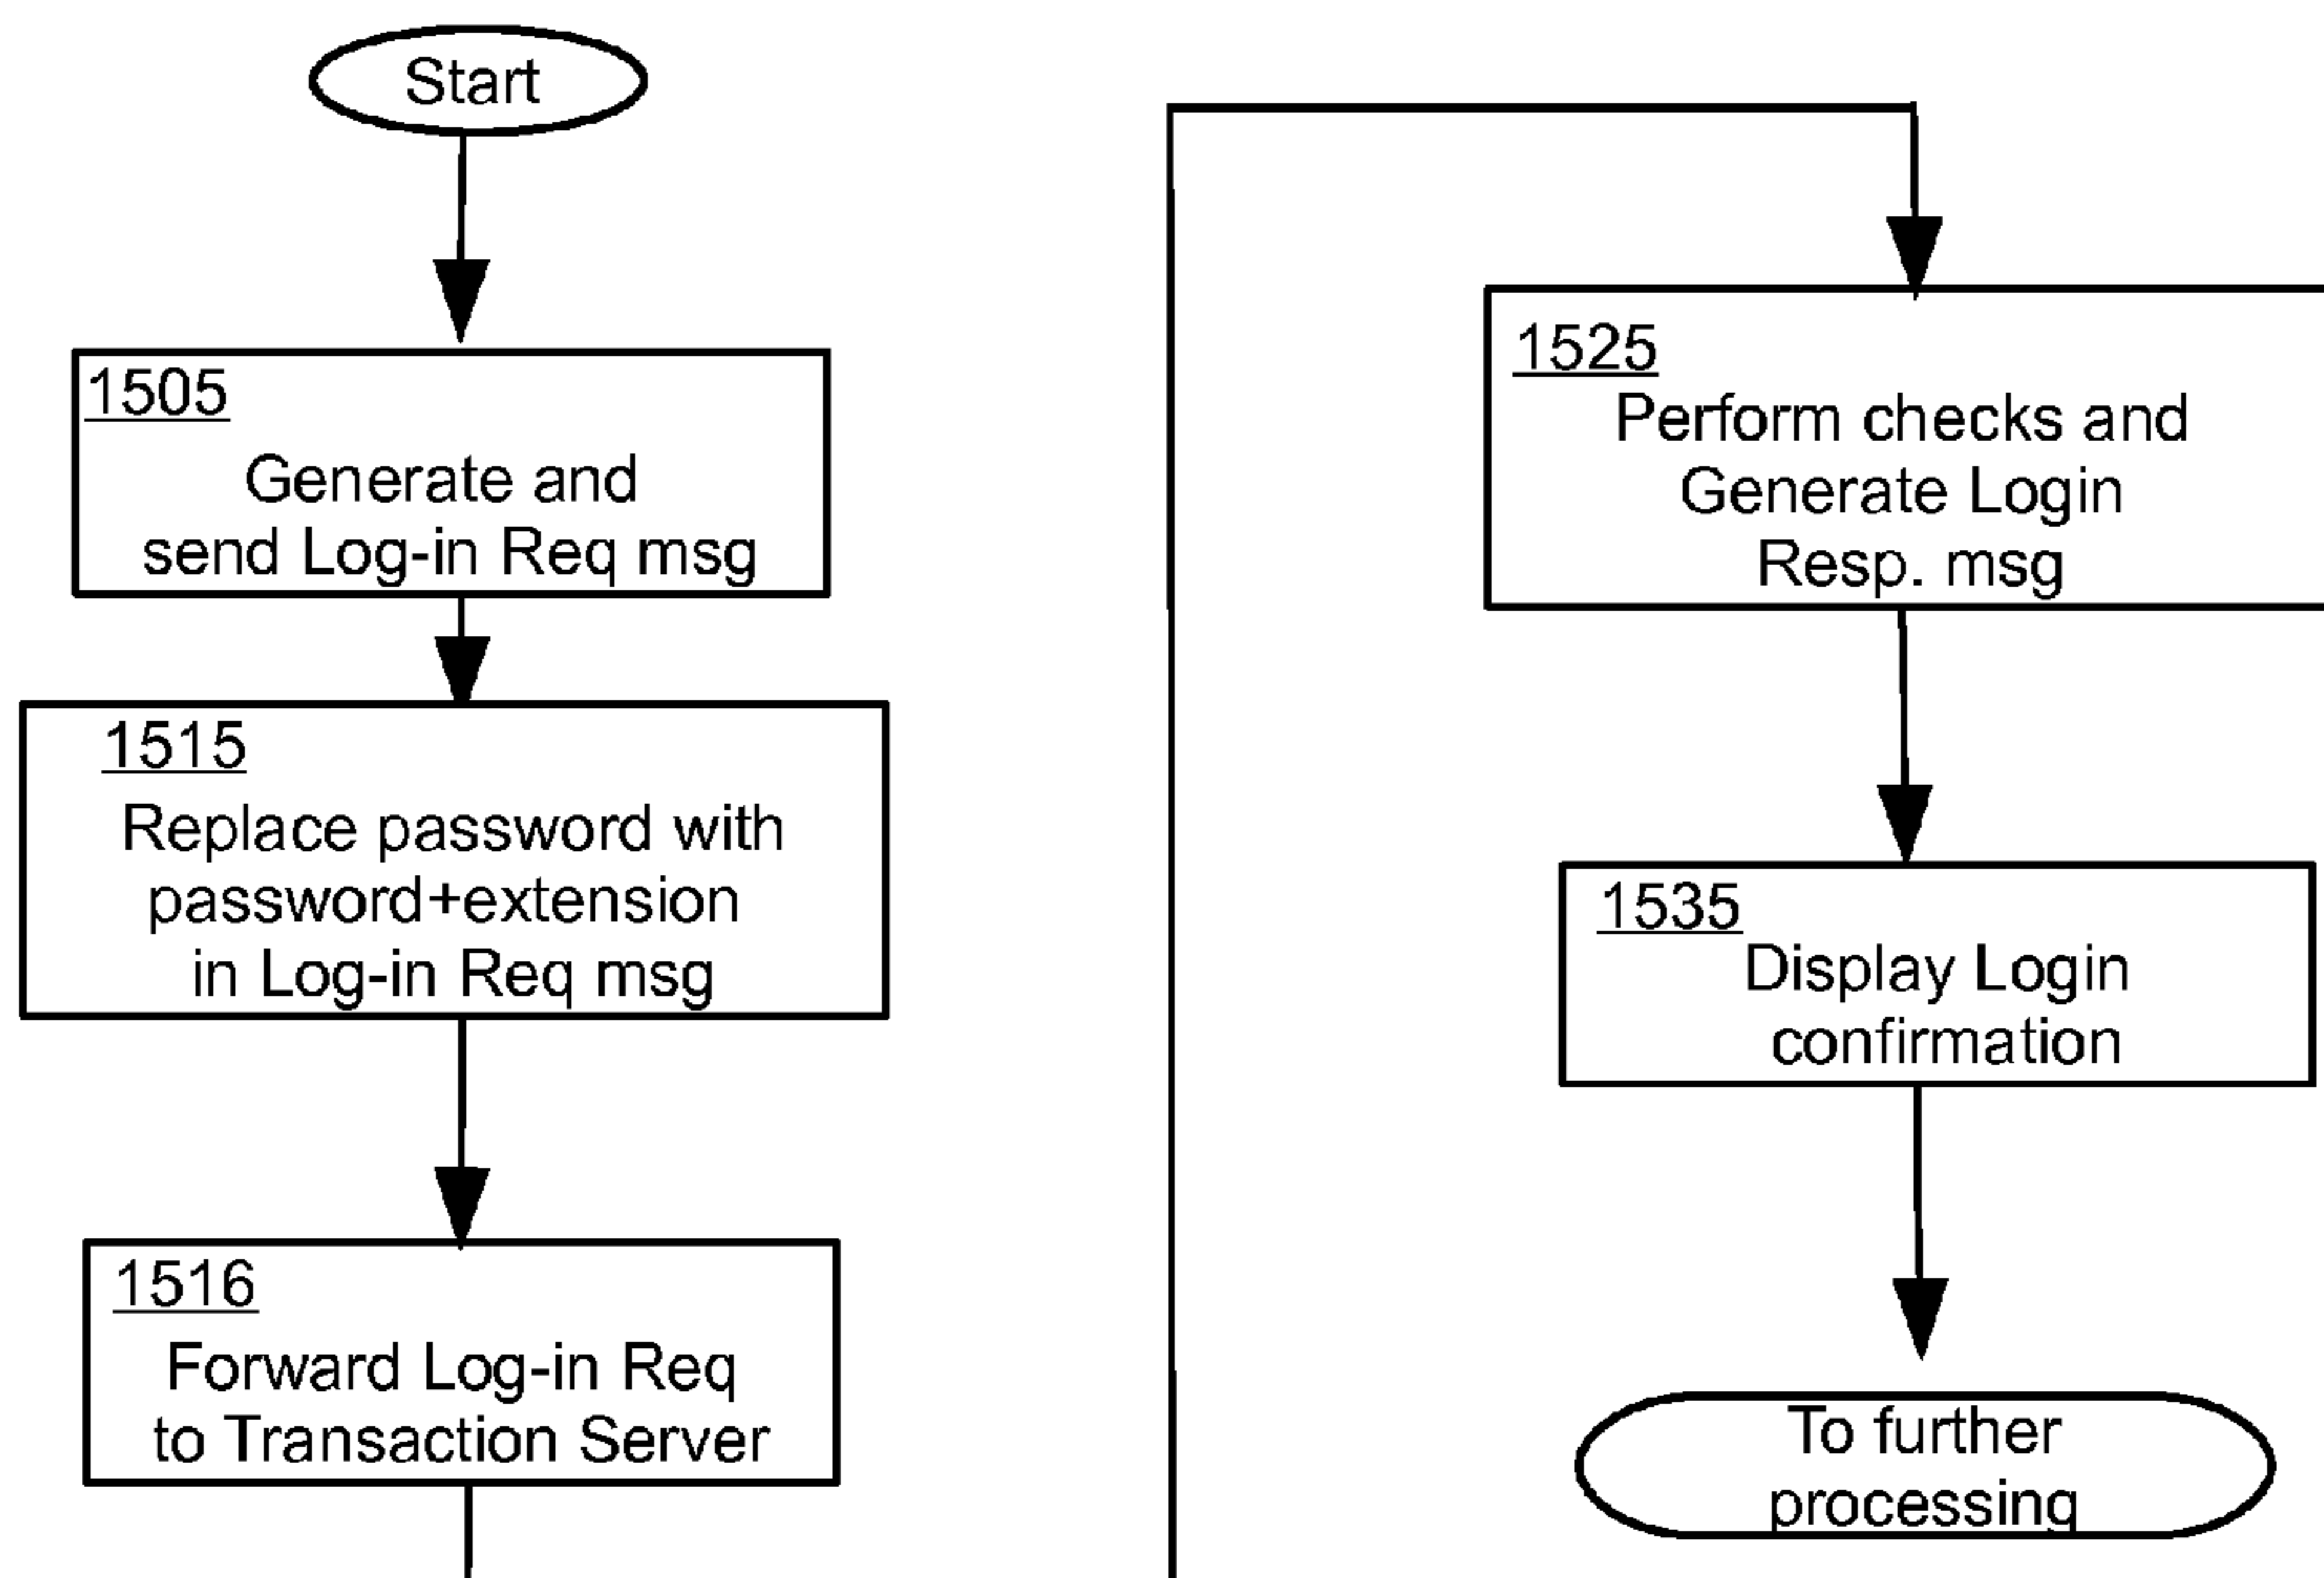 Start
1505
Generate and
send Log-in Req msg
1515
Replace password with
password+extension
in Log-in Req msg
1516
Forward Log-in Req
to Transaction Server
1525
Perform checks and
Generate Login
Resp. msg
1535
Display Login
confirmation
To further
processing